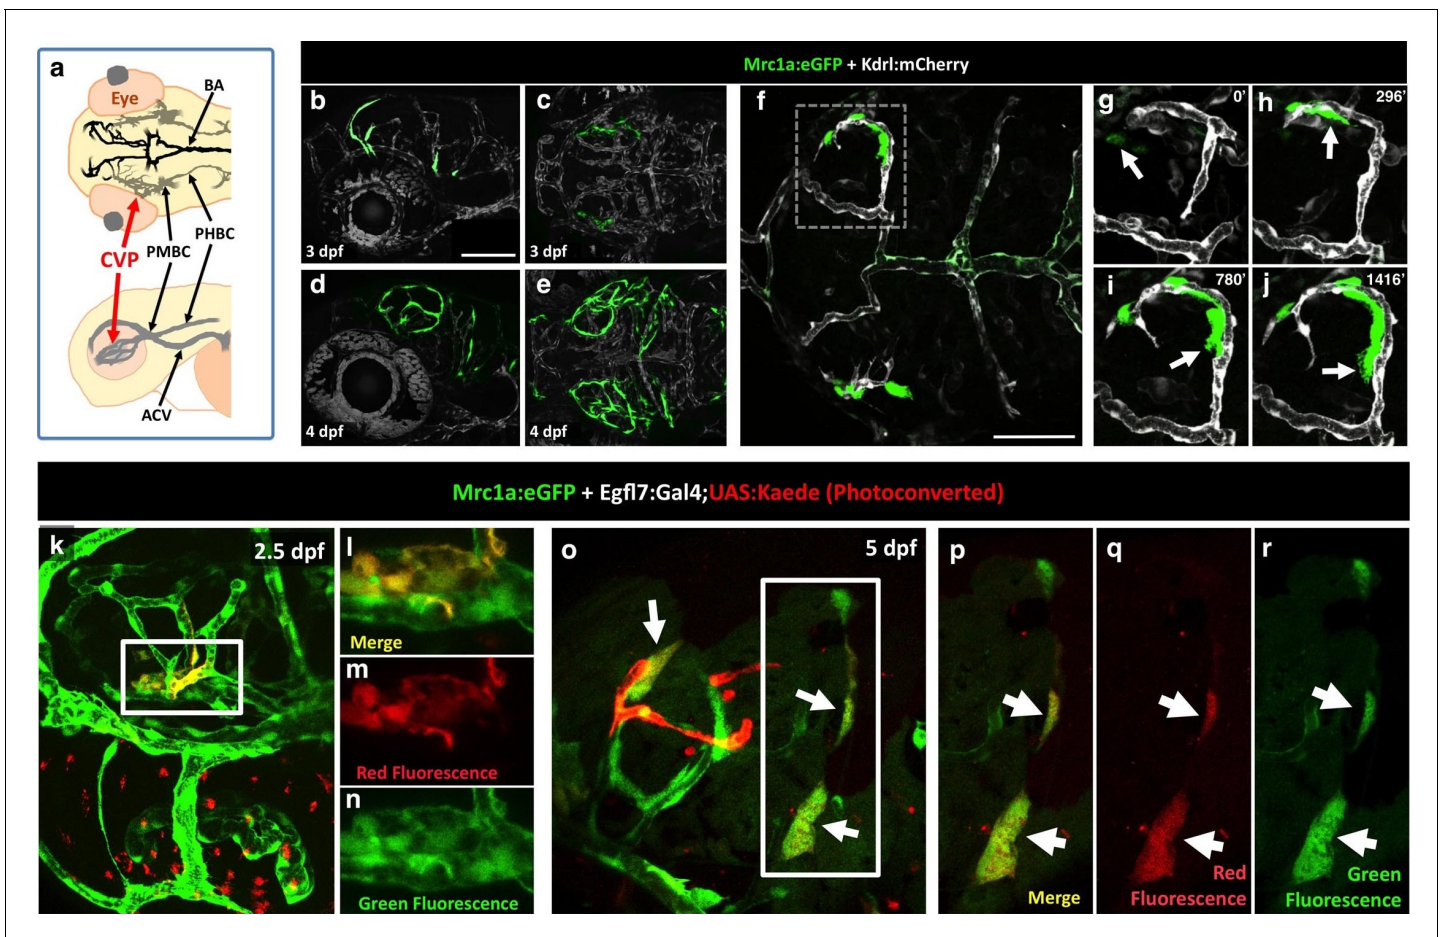 a
Eye
BA
PHBC
PMBC
CVP
ACV
Mrc1a:eGFP + Kdrl:mCherry
b
3 dpf
c
3 dpf
d
4 dpf
e
4 dpf
f
g
0’
h
296’
i
780’
j
1416’
Mrc1a:eGFP + Egfl7:Gal4;UAS:Kaede (Photoconverted)
k
2.5 dpf
l
Merge
m
Red Fluorescence
n
Green Fluorescence
o
5 dpf
p
Merge
q
Red
Fluorescence
r
Green
Fluorescence